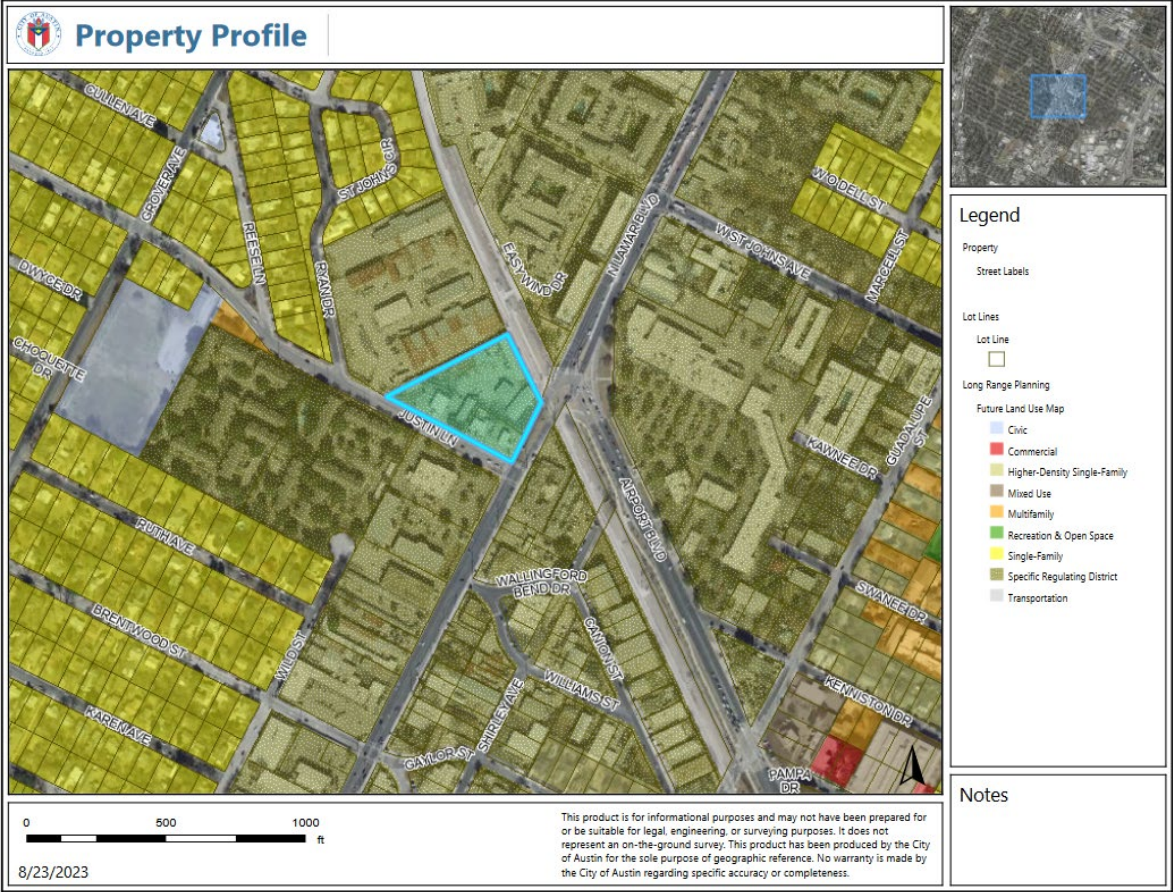 Property Profile
CULLEN AVE
GROVER AVE
ST JOHNS CIR
REESE LN
RYAN DR
DWYCE DR
CHOQUETTE DR
EASY WIND DR
N LAMAR BLVD
W ODELL ST
W ST JOHNS AVE
MARCELL ST
JUSTIN LN
GUADALUPE ST
KAWNEE DR
AIRPORT BLVD
RUTH AVE
WALLINGFORD
BEND DR
SWANEE DR
BRENTWOOD ST
WILD ST
CANION ST
WILLIAMS ST
KENNISTON DR
KAREN AVE
SHIRLEY AVE
GAYLOR ST
PAMPA
DR
Legend
Property
Street Labels
Lot Lines
Lot Line
Long Range Planning
Future Land Use Map
Civic
Commercial
Higher-Density Single-Family
Mixed Use
Multifamily
Recreation & Open Space
Single-Family
Specific Regulating District
Transportation
Notes
0 500 1000
ft
8/23/2023
This product is for informational purposes and may not have been prepared for
or be suitable for legal, engineering, or surveying purposes. It does not
represent an on-the-ground survey. This product has been produced by the City
of Austin for the sole purpose of geographic reference. No warranty is made by
the City of Austin regarding specific accuracy or completeness.